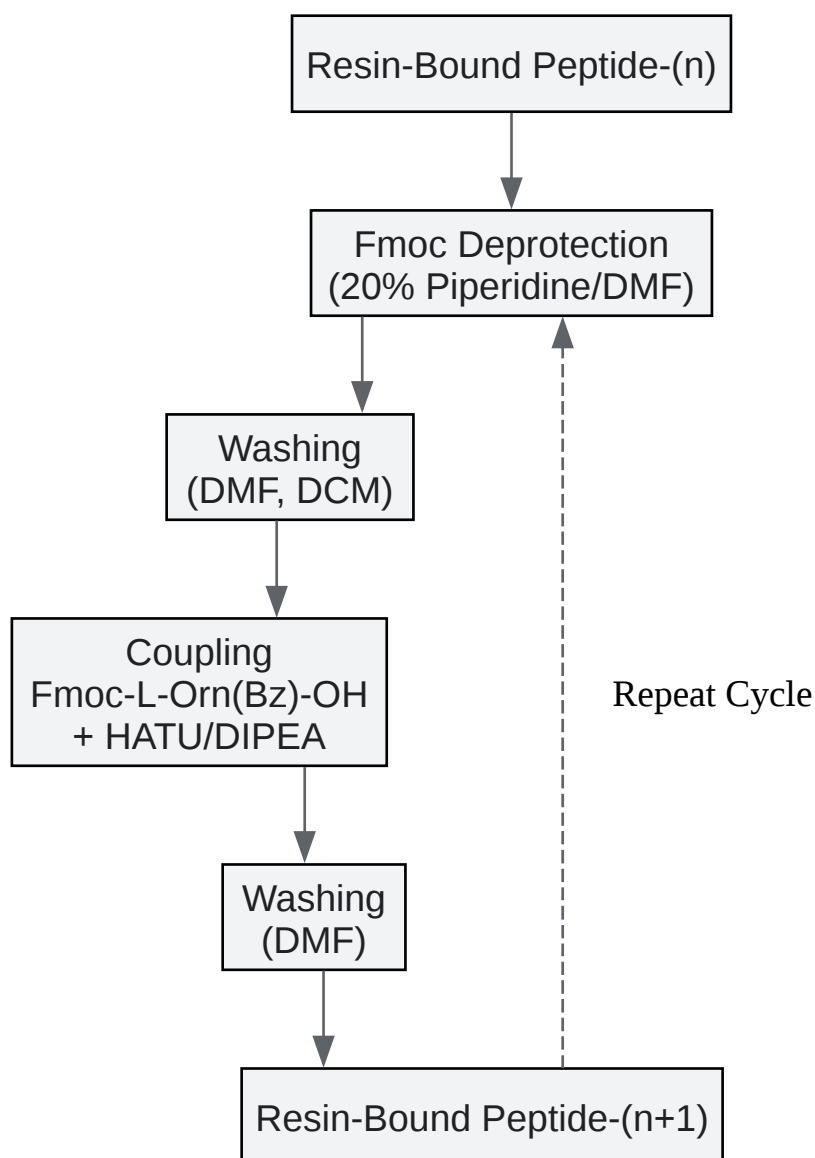 Resin-Bound Peptide-(n)
Fmoc Deprotection
(20% Piperidine/DMF)
Washing
(DMF, DCM)
Coupling
Fmoc-L-Orn(Bz)-OH
+ HATU/DIPEA
Repeat Cycle
Washing
(DMF)
Resin-Bound Peptide-(n+1)